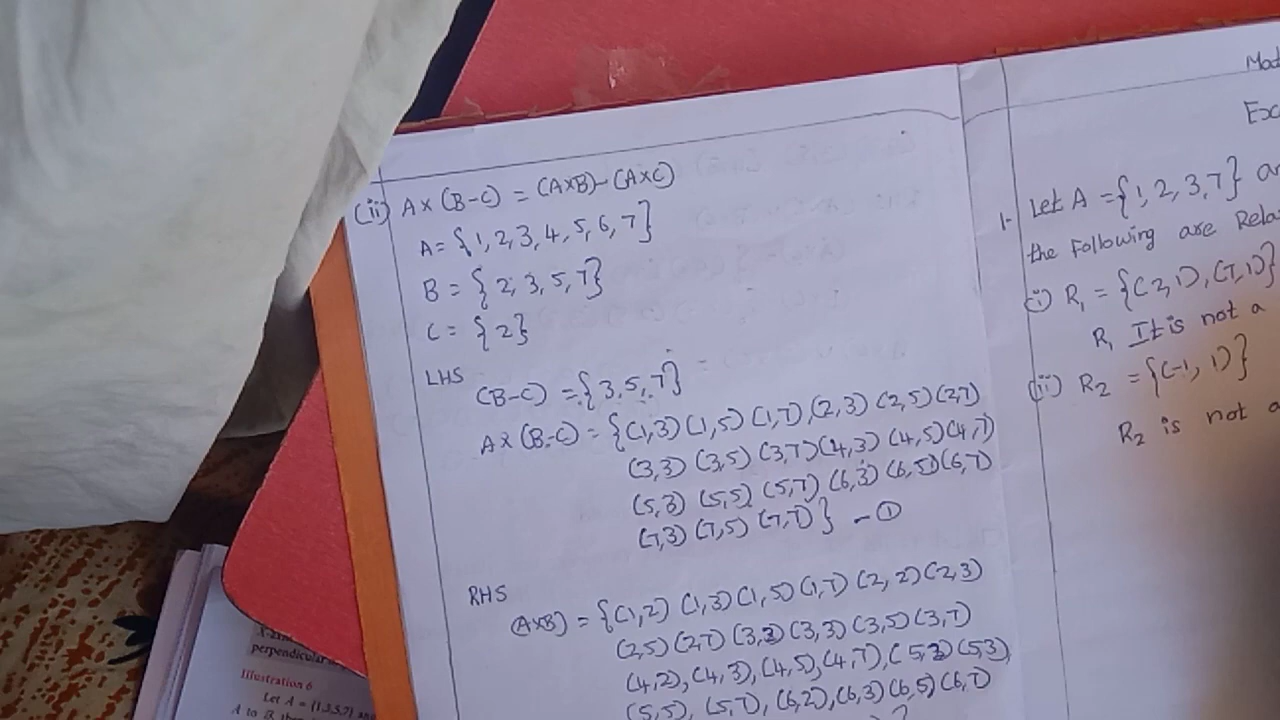 (ii) A × (B-C) = (A×B)-(A×C)
A = {1, 2, 3, 4, 5, 6, 7}
B = {2, 3, 5, 7}
C = {2}
LHS
(B-C) = {3, 5, 7}
A × (B-C) = {(1,3) (1,5) (1,7), (2,3) (2,5) (2,7)
(3,3) (3,5) (3,7) (4,3) (4,5) (4,7)
(5,3) (5,5) (5,7) (6,3) (6,5) (6,7)
(7,3) (7,5) (7,7)} - ①
RHS
(A×B) = {(1,2) (1,3) (1,5) (1,7) (2,2) (2,3)
(2,5) (2,7) (3,2) (3,3) (3,5) (3,7)
(4,2), (4,3), (4,5), (4,7), (5,2) (5,3)
(5,5), (5,7), (6,2), (6,3) (6,5) (6,7)
1. Let A = {1, 2, 3, 7}
the following are
(i) R₁ = {(2,1), (7,1)}
R₁ It is not a
(ii) R₂ = {(-1, 1)}
R₂ is not a
perpendicular
Illustration 6
Let A = {1,3,5,7}
A to B,